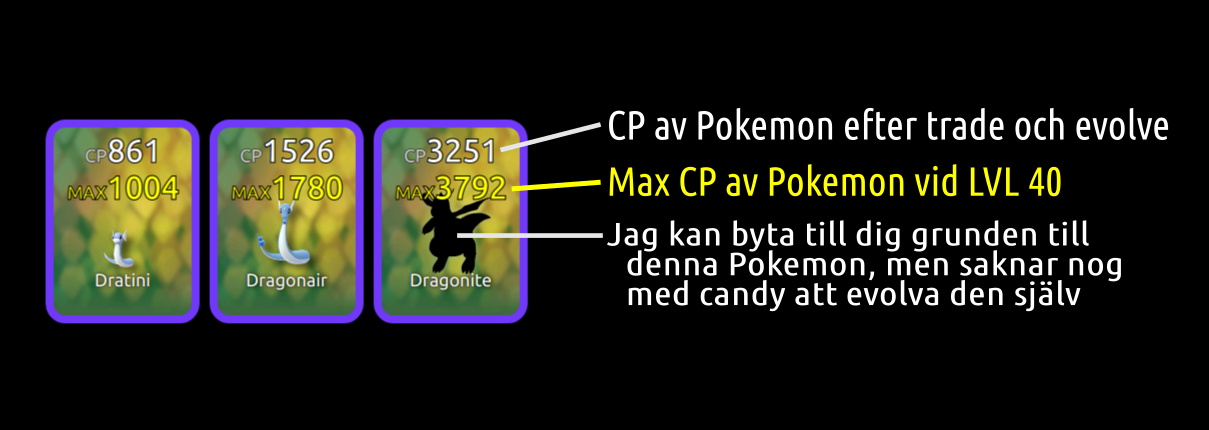 CP861
MAX1004
Dratini
CP1526
MAX1780
Dragonair
CP3251
MAX3792
Dragonite
CP av Pokemon efter trade och evolve
Max CP av Pokemon vid LVL 40
Jag kan byta till dig grunden till
denna Pokemon, men saknar nog
med candy att evolva den själv